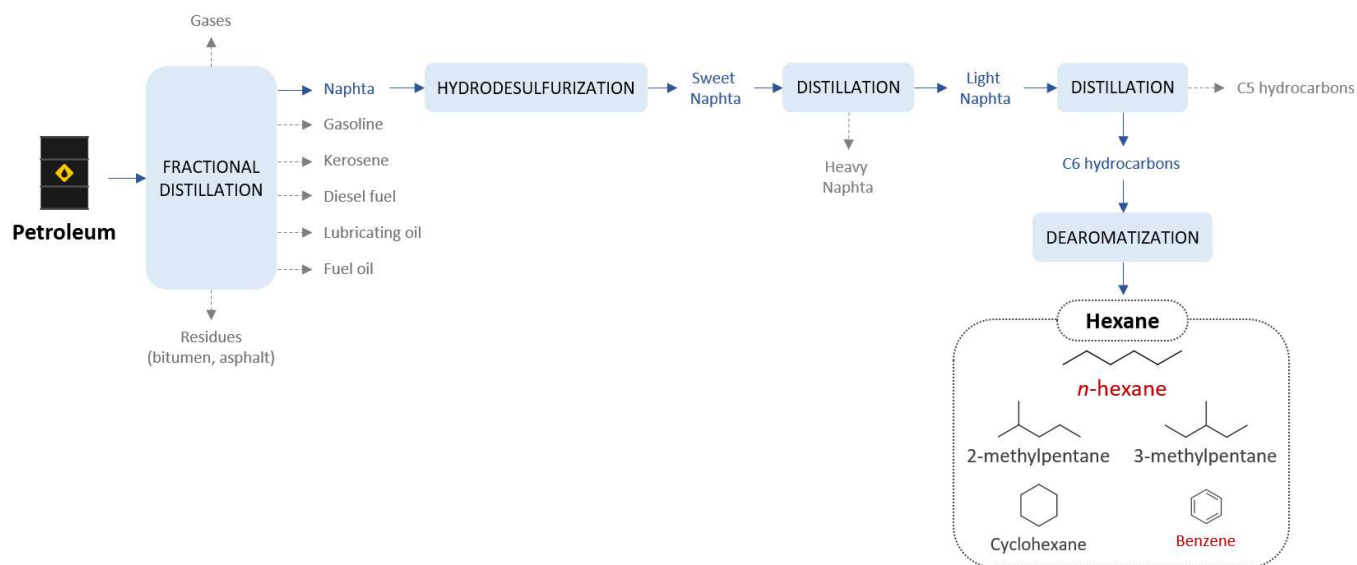 Gases
Petroleum
FRACTIONAL
DISTILLATION
Naphta
Gasoline
Kerosene
Diesel fuel
Lubricating oil
Fuel oil
Residues
(bitumen, asphalt)
HYDRODESULFURIZATION
Sweet
Naphta
DISTILLATION
Heavy
Naphta
Light
Naphta
DISTILLATION
C5 hydrocarbons
C6 hydrocarbons
DEAROMATIZATION
Hexane
n-hexane
2-methylpentane
3-methylpentane
Cyclohexane
Benzene